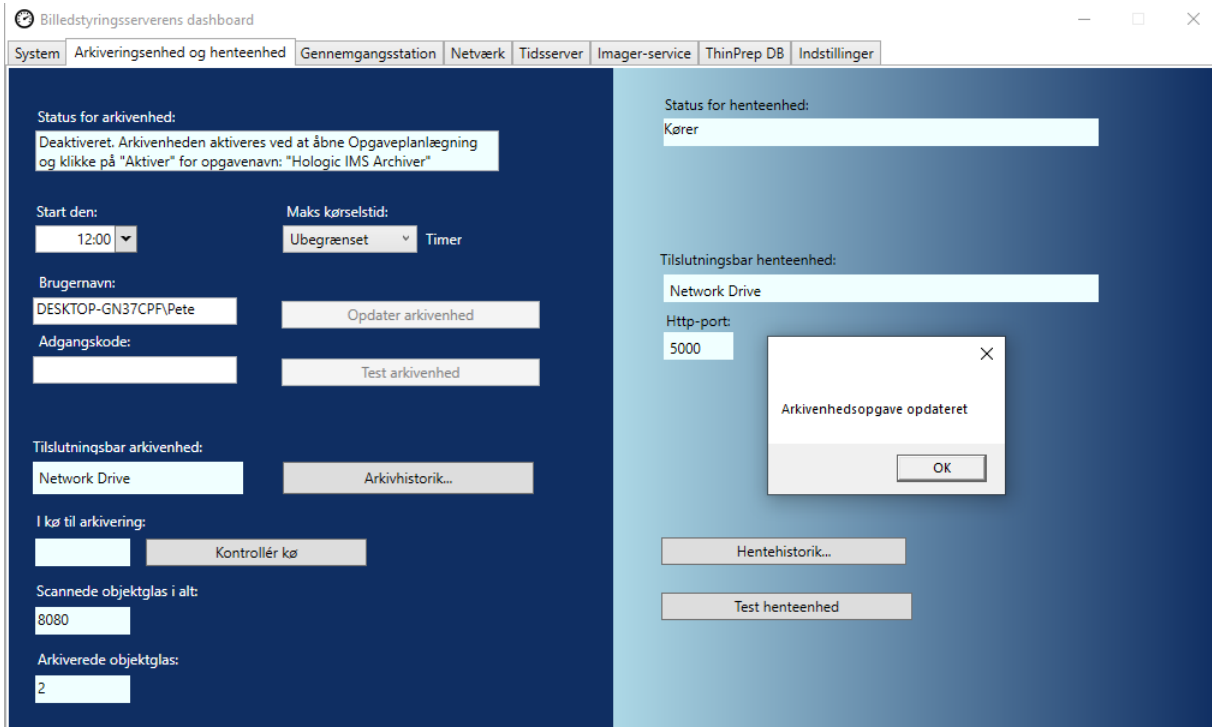 Billedstyringsserverens dashboard
System
Arkiveringsenhed og henteenhed
Gennemgangsstation
Netværk
Tidsserver
Imager-service
ThinPrep DB
Indstillinger
Status for arkivenhed:
Deaktiveret. Arkivenheden aktiveres ved at åbne Opgaveplanlægning
og klikke på "Aktiver" for opgavenavn: "Hologic IMS Archiver"
Start den:
12:00
Maks kørselstid:
Ubegrænset
Timer
Brugernavn:
DESKTOP-GN37CPF\Pete
Opdater arkivenhed
Adgangskode:
Test arkivenhed
Tilslutningsbar arkivenhed:
Network Drive
Arkivhistorik...
I kø til arkivering:
Kontrollér kø
Scannede objektglas i alt:
8080
Arkiverede objektglas:
2
Status for henteenhed:
Kører
Tilslutningsbar henteenhed:
Network Drive
Http-port:
5000
Arkivenhedsopgave opdateret
OK
Hentehistorik...
Test henteenhed